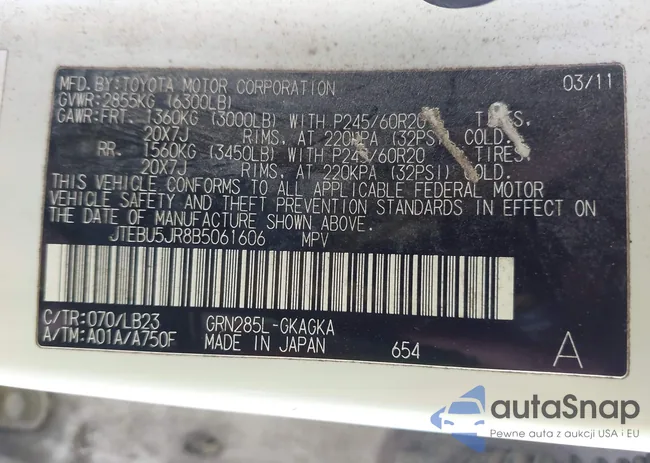 MFD.BY:TOYOTA MOTOR CORPORATION 03/11
GVWR:2855KG (6300LB)
GAWR:FRT. 1360KG (3000LB) WITH P245/60R20 TIRES,
20X7J RIMS, AT 220KPA (32PSI) COLD.
RR. 1560KG (3450LB) WITH P245/60R20 TIRES,
20X7J RIMS, AT 220KPA (32PSI) COLD.
THIS VEHICLE CONFORMS TO ALL APPLICABLE FEDERAL MOTOR
VEHICLE SAFETY AND THEFT PREVENTION STANDARDS IN EFFECT ON
THE DATE OF MANUFACTURE SHOWN ABOVE.
JTEBU5JR8B5061606 MPV
C/TR:070/LB23 GRN285L-GKAGKA
A/TM:A01A/A750F MADE IN JAPAN 654 A
autaSnap
Pewne auta z aukcji USA i EU